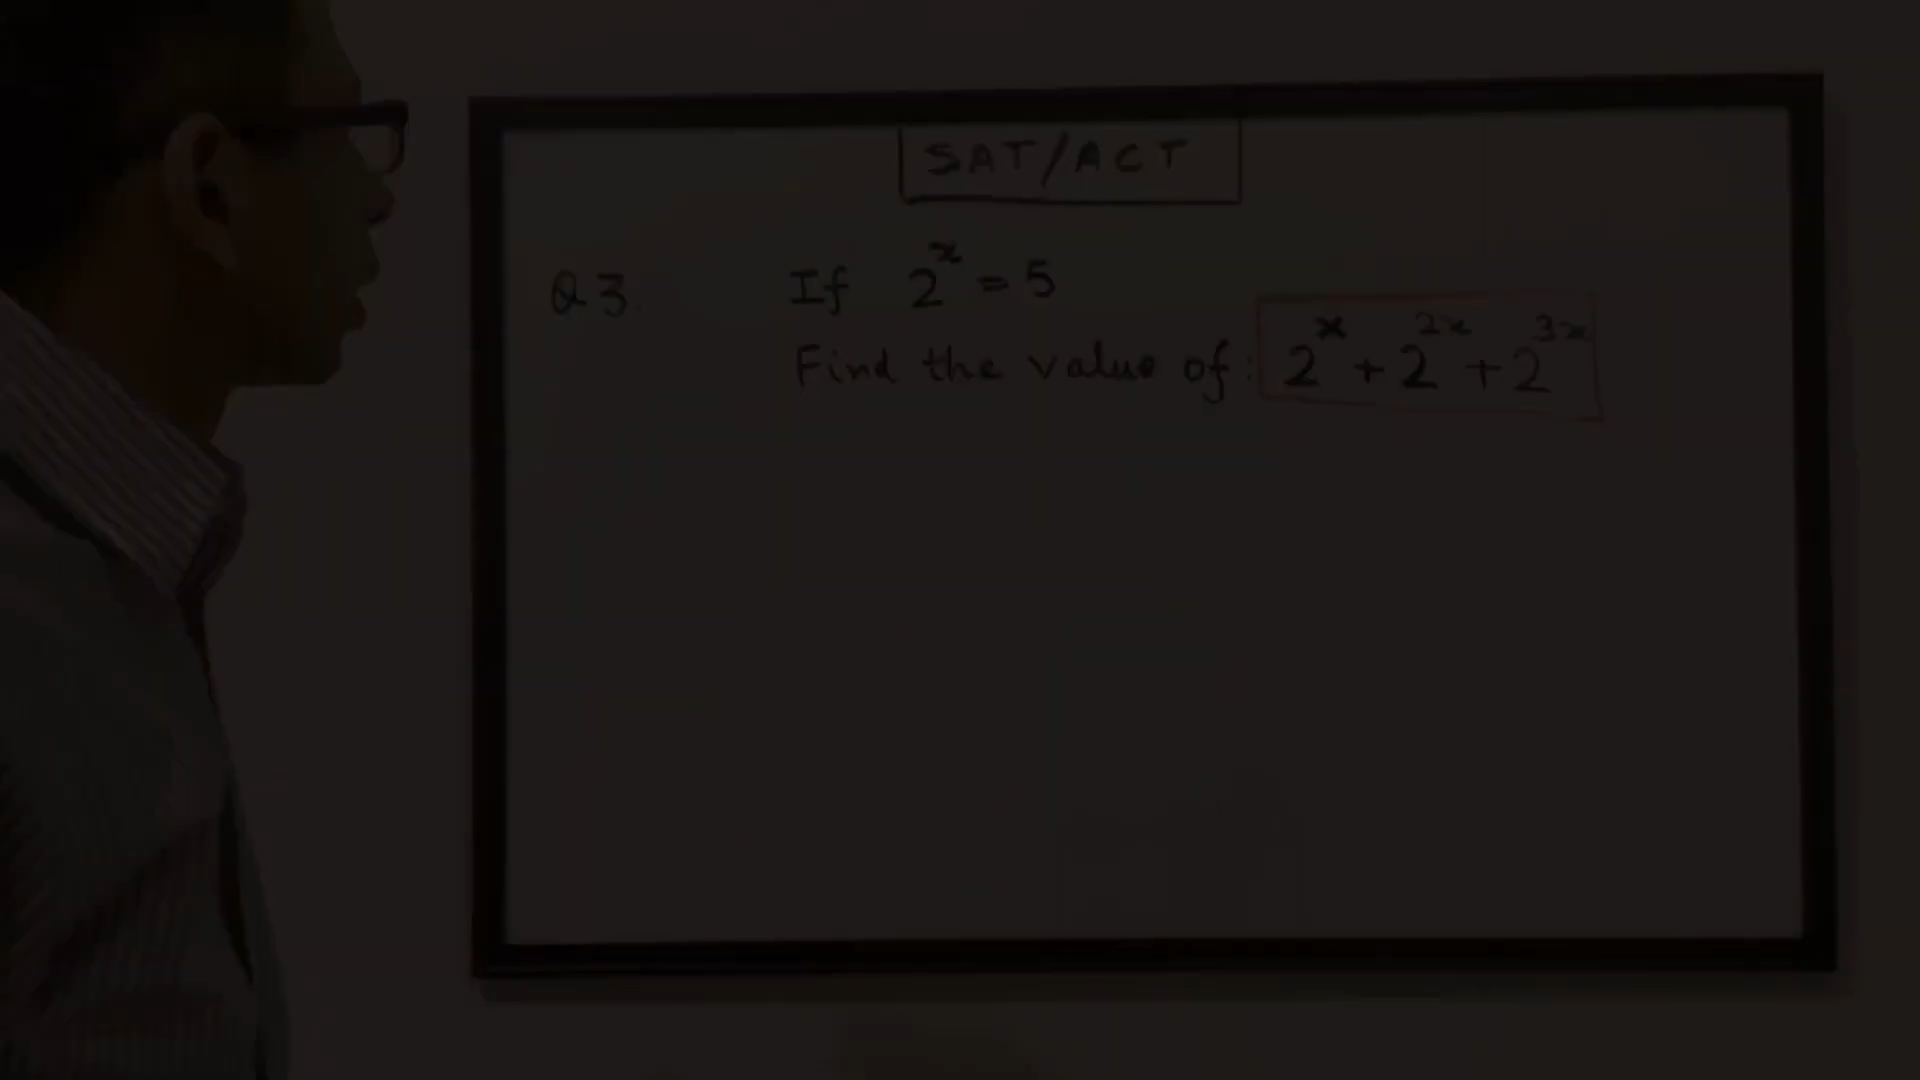 SAT/ACT
Q3 If 2^x = 5
Find the value of : 2^x + 2^2x + 2^3x